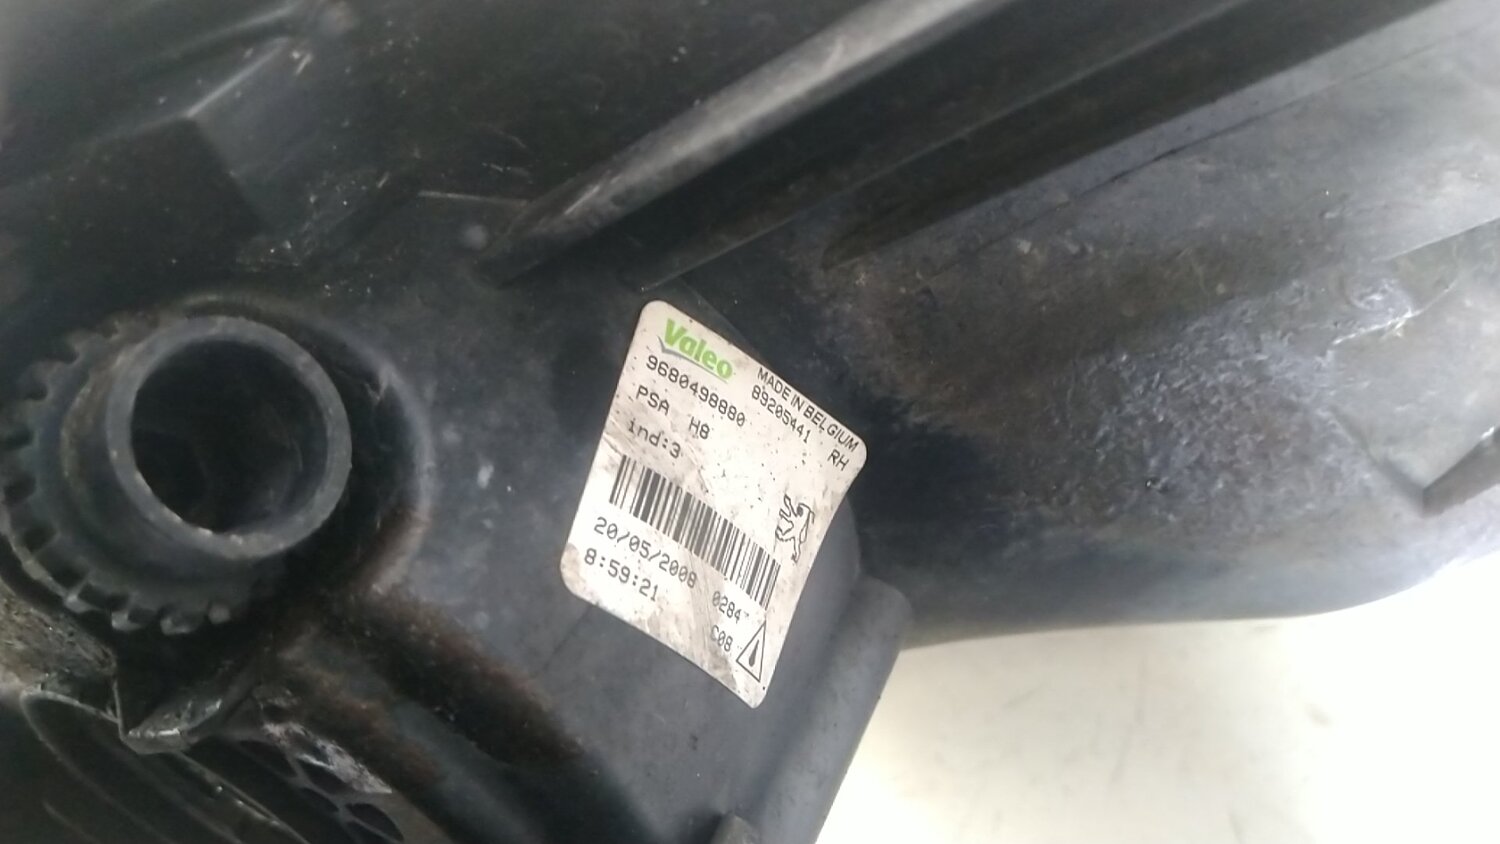 Valeo
MADE IN BELGIUM
9680498880 89205441
PSA H8 RH
ind:3
20/05/2008 0284
8:59:21 C08